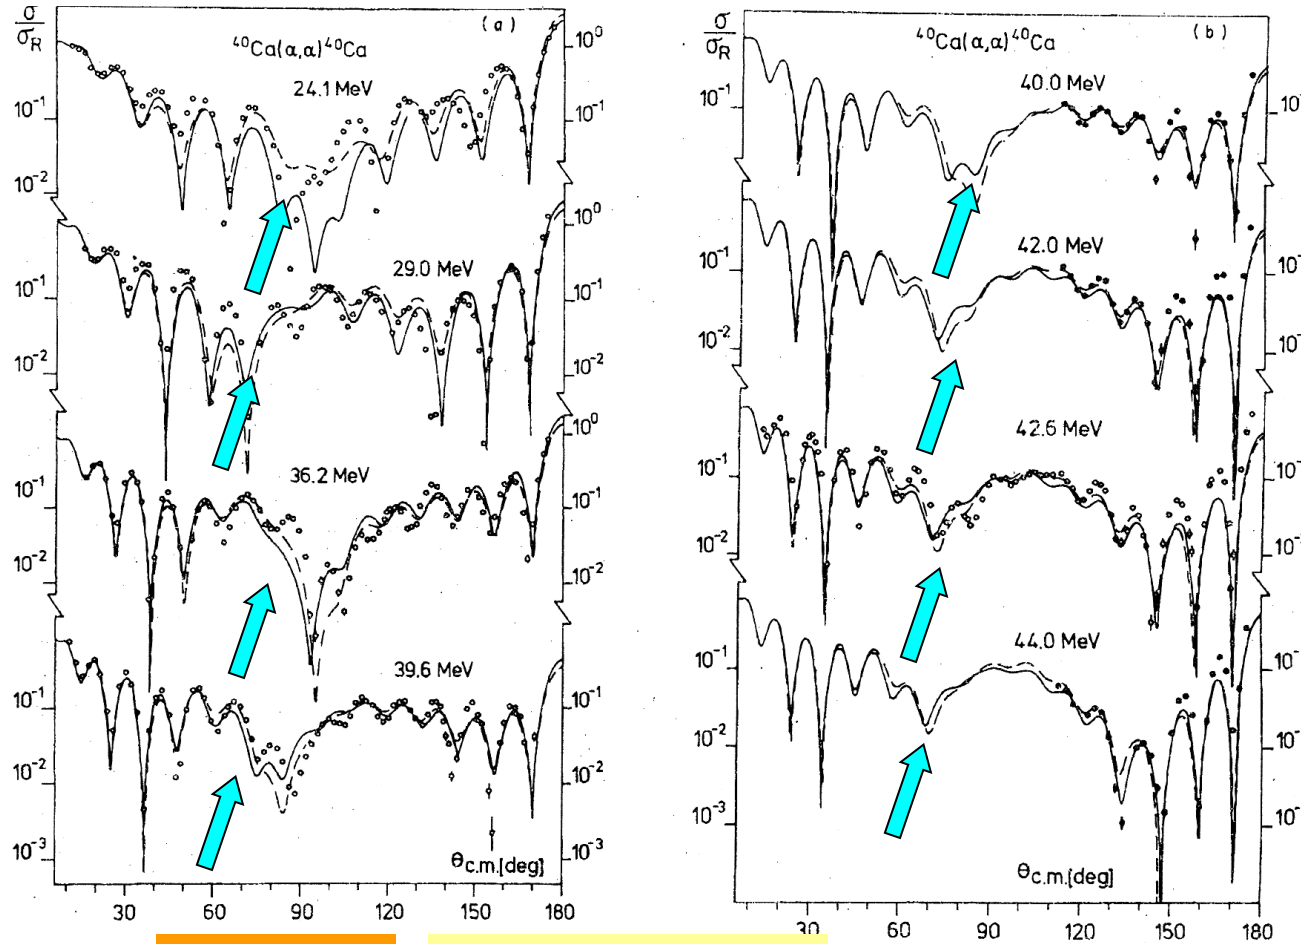 σ/σR
(a)
⁴⁰Ca(α,α)⁴⁰Ca
24.1 MeV
10⁰
10⁻¹
10⁻¹
10⁻²
10⁰
29.0 MeV
10⁻¹
10⁻¹
10⁻²
10⁻²
10⁰
36.2 MeV
10⁻¹
10⁻¹
10⁻²
10⁻²
39.6 MeV
10⁻¹
10⁻¹
10⁻²
10⁻²
10⁻³
10⁻³
θc.m.[deg]
30 60 90 120 150 180
σ/σR
(b)
⁴⁰Ca(α,α)⁴⁰Ca
40.0 MeV
10⁻¹
42.0 MeV
10⁻¹
10⁻²
42.6 MeV
10⁻¹
10⁻²
44.0 MeV
10⁻¹
10⁻²
10⁻³
θc.m.[deg]
30 60 90 120 150 180